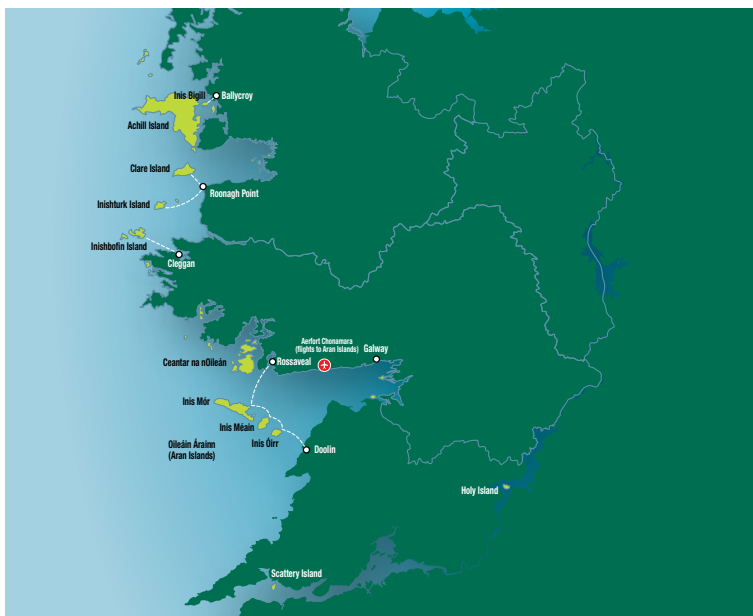 Inis Bigill
Ballycroy
Achill Island
Clare Island
Roonagh Point
Inishturk Island
Inishbofin Island
Cleggan
Aerfort Chonamara
(flights to Aran Islands)
Galway
Ceantar na nOileán
Rossaveal
Inis Mór
Inis Méain
Inis Óirr
Oileáin Árainn
(Aran Islands)
Doolin
Holy Island
Scattery Island